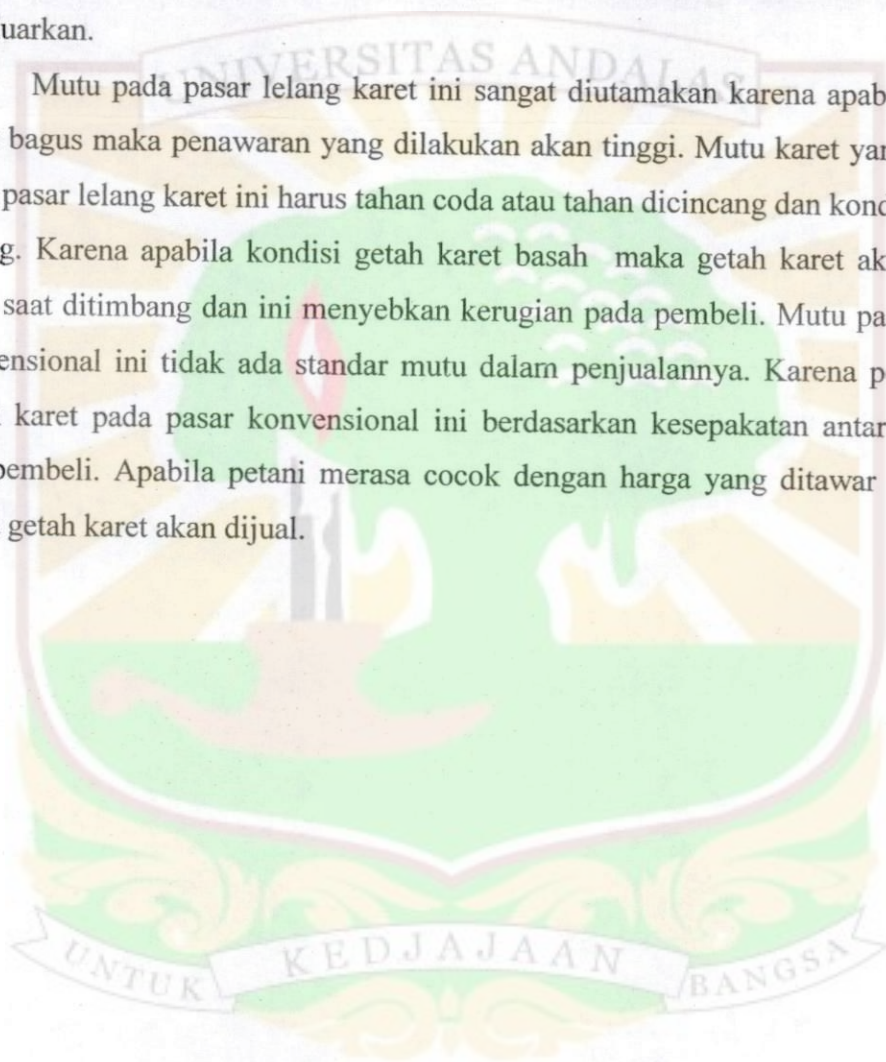 uarkan.
UNIVERSITAS ANDALAS
Mutu pada pasar lelang karet ini sangat diutamakan karena apab
bagus maka penawaran yang dilakukan akan tinggi. Mutu karet yan
pasar lelang karet ini harus tahan coda atau tahan dicincang dan kond
g. Karena apabila kondisi getah karet basah maka getah karet ak
saat ditimbang dan ini menyebkan kerugian pada pembeli. Mutu pa
ensional ini tidak ada standar mutu dalam penjualannya. Karena p
karet pada pasar konvensional ini berdasarkan kesepakatan antar
pembeli. Apabila petani merasa cocok dengan harga yang ditawar
getah karet akan dijual.
UNTUK KEDJAJAAN BANGSA